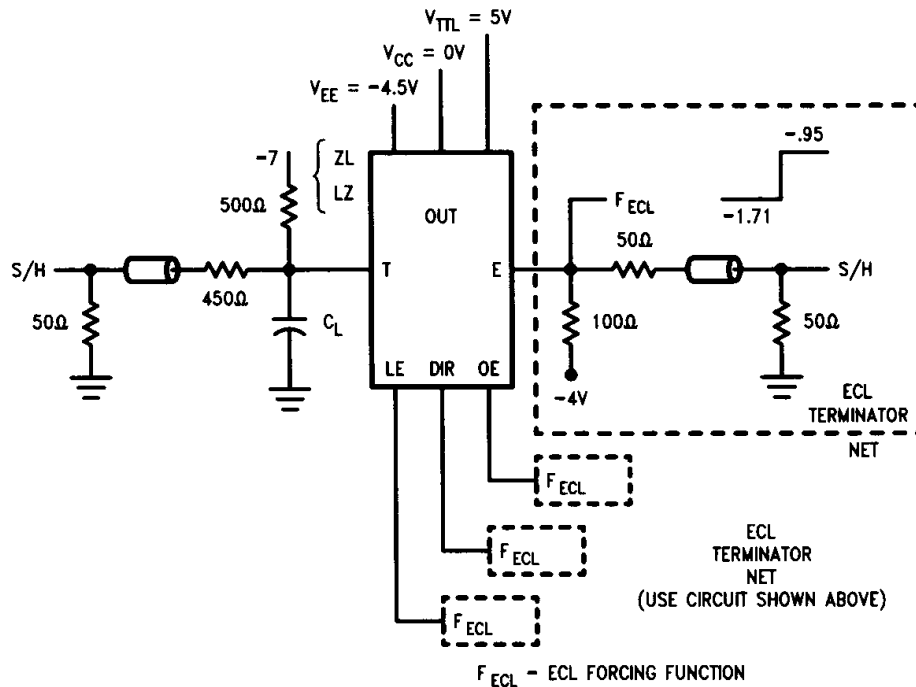 V_TTL = 5V
V_CC = 0V
V_EE = -4.5V
-7
ZL
LZ
500Ω
OUT
F_ECL
-.95
-1.71
S/H
450Ω
T
E
50Ω
S/H
50Ω
C_L
100Ω
50Ω
LE DIR OE
-4V
ECL
TERMINATOR
NET
F_ECL
F_ECL
F_ECL
ECL
TERMINATOR
NET
(USE CIRCUIT SHOWN ABOVE)
F_ECL - ECL FORCING FUNCTION